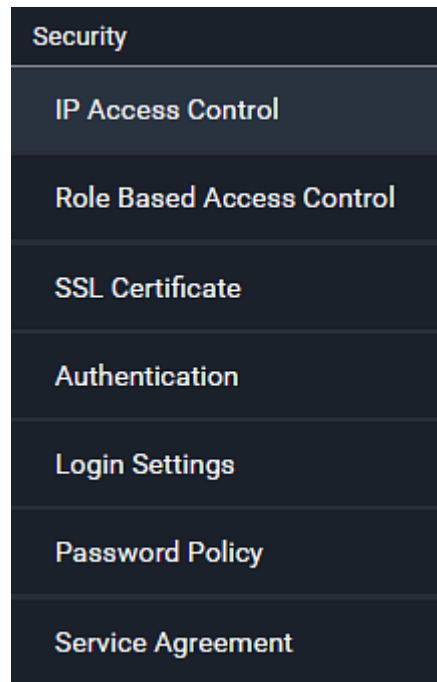 Security
IP Access Control
Role Based Access Control
SSL Certificate
Authentication
Login Settings
Password Policy
Service Agreement